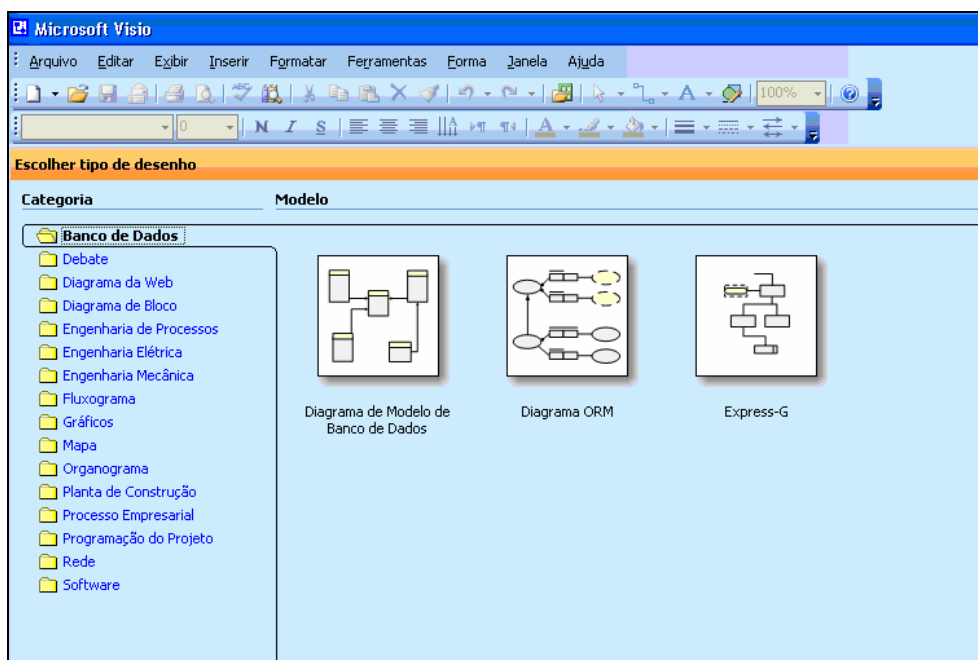 Microsoft Visio
Arquivo Editar Exibir Inserir Formatar Ferramentas Forma Janela Ajuda
ABC A 100%
0 N I S A A
Escolher tipo de desenho
Categoria Modelo
Banco de Dados
Debate
Diagrama da Web
Diagrama de Bloco
Engenharia de Processos
Engenharia Elétrica
Engenharia Mecânica
Fluxograma
Gráficos
Mapa
Organograma
Planta de Construção
Processo Empresarial
Programação do Projeto
Rede
Software
Diagrama de Modelo de
Banco de Dados
Diagrama ORM
Express-G